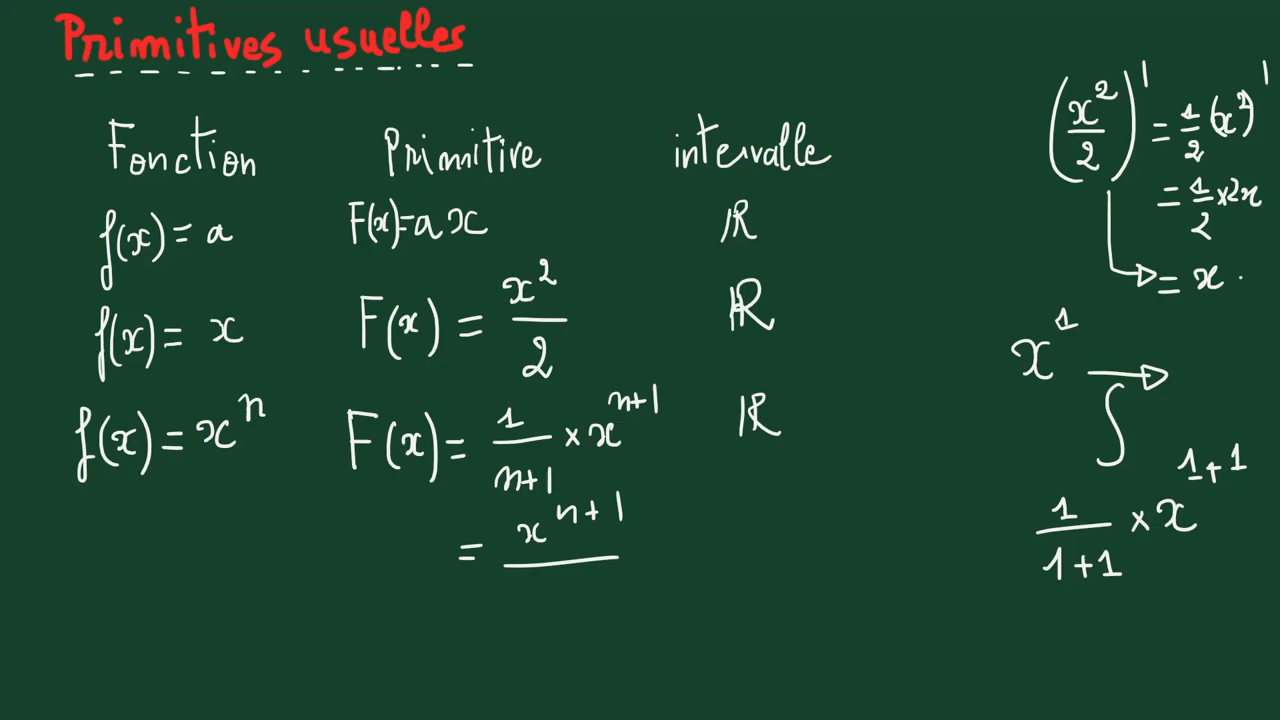 Primitives usuelles
Fonction Primitive intervalle
f(x) = a F(x) = a x ℝ
f(x) = x F(x) = x²/2 ℝ
f(x) = xⁿ F(x) = 1/(n+1) × xⁿ⁺¹ ℝ
= xⁿ⁺¹/
(x²/2)' = 1/2 (x²)'
= 1/2 × 2x
= x .
x¹ → ∫
1/(1+1) × x¹⁺¹